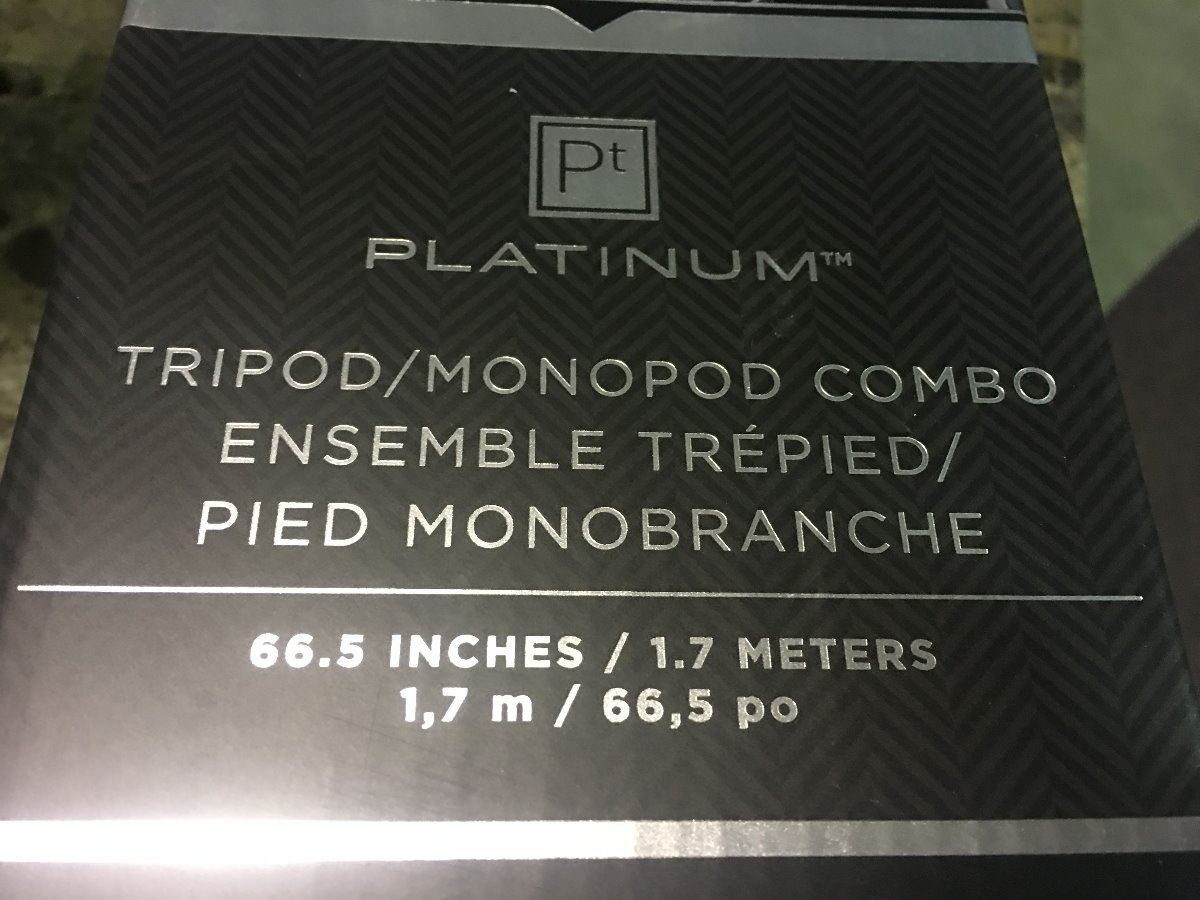 Pt
PLATINUM™
TRIPOD/MONOPOD COMBO
ENSEMBLE TRÉPIED/
PIED MONOBRANCHE
66.5 INCHES / 1.7 METERS
1,7 m / 66,5 po